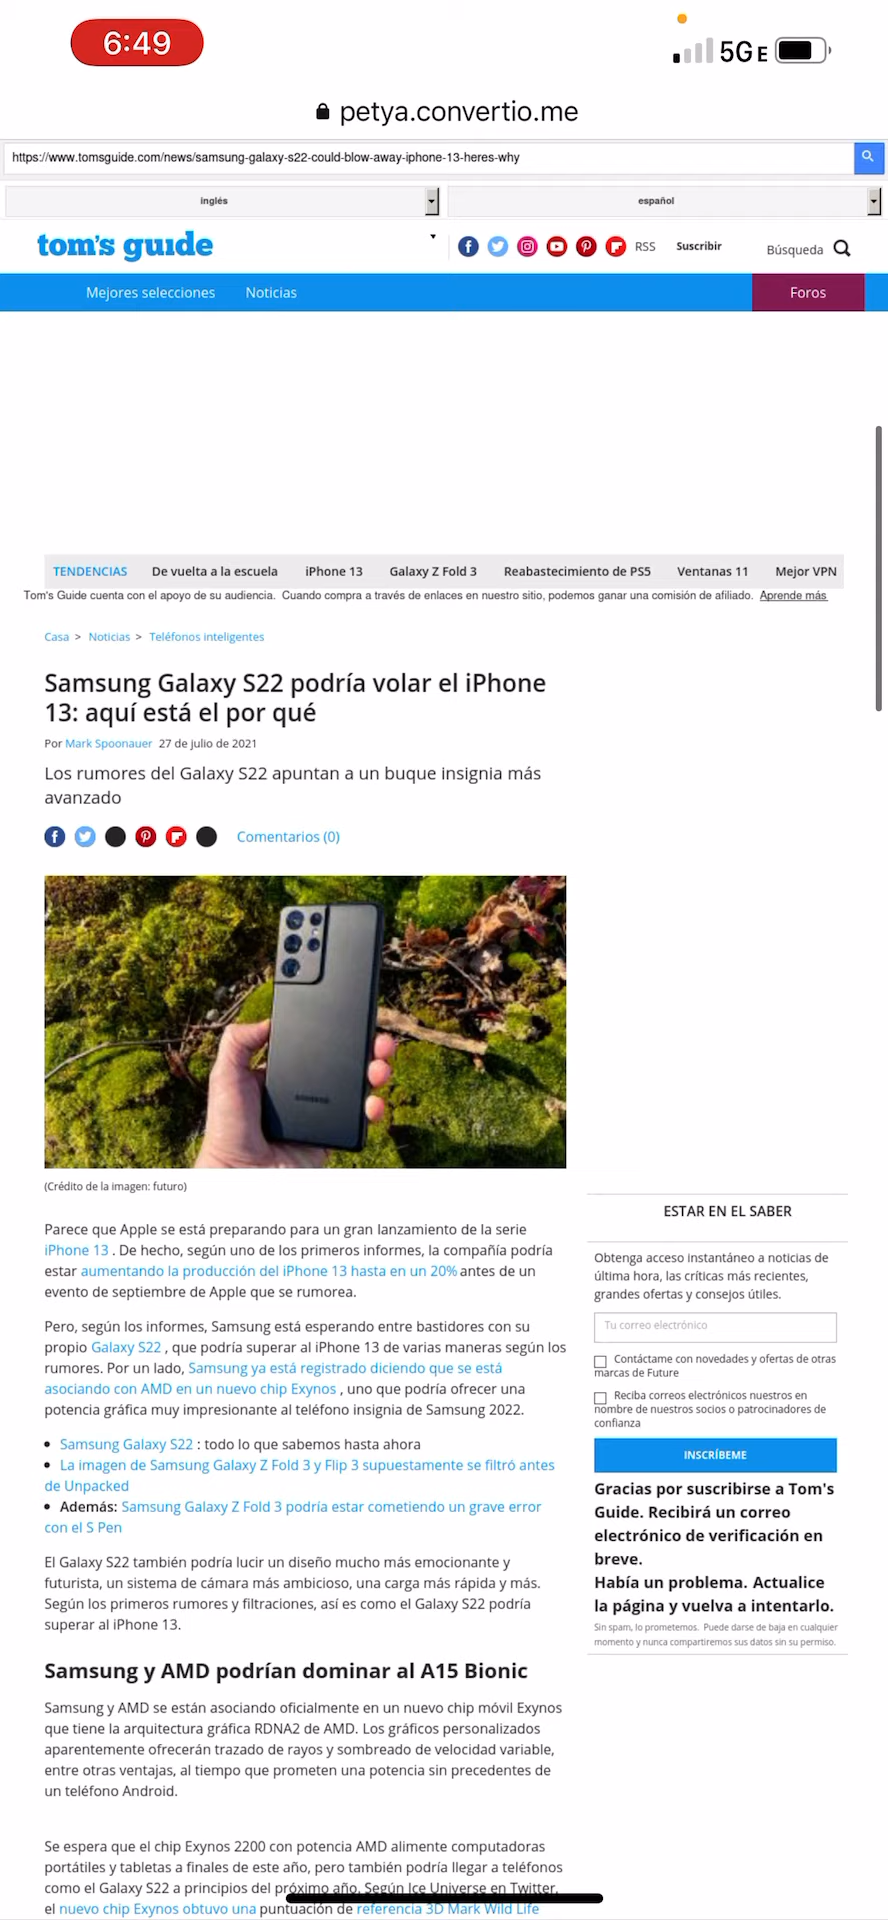 6:49
5G E
petya.convertio.me
https://www.tomsguide.com/news/samsung-galaxy-s22-could-blow-away-iphone-13-heres-why
inglés
español
tom's guide
RSS
Suscribir
Búsqueda
Mejores selecciones
Noticias
Foros
TENDENCIAS
De vuelta a la escuela
iPhone 13
Galaxy Z Fold 3
Reabastecimiento de PS5
Ventanas 11
Mejor VPN
Tom's Guide cuenta con el apoyo de su audiencia. Cuando compra a través de enlaces en nuestro sitio, podemos ganar una comisión de afiliado. Aprende más
Casa > Noticias > Teléfonos inteligentes
Samsung Galaxy S22 podría volar el iPhone
13: aquí está el por qué
Por Mark Spoonauer 27 de julio de 2021
Los rumores del Galaxy S22 apuntan a un buque insignia más
avanzado
Comentarios (0)
SAMSUNG
(Crédito de la imagen: futuro)
Parece que Apple se está preparando para un gran lanzamiento de la serie
iPhone 13 . De hecho, según uno de los primeros informes, la compañía podría
estar aumentando la producción del iPhone 13 hasta en un 20% antes de un
evento de septiembre de Apple que se rumorea.
Pero, según los informes, Samsung está esperando entre bastidores con su
propio Galaxy S22 , que podría superar al iPhone 13 de varias maneras según los
rumores. Por un lado, Samsung ya está registrado diciendo que se está
asociando con AMD en un nuevo chip Exynos , uno que podría ofrecer una
potencia gráfica muy impresionante al teléfono insignia de Samsung 2022.
• Samsung Galaxy S22 : todo lo que sabemos hasta ahora
• La imagen de Samsung Galaxy Z Fold 3 y Flip 3 supuestamente se filtró antes
de Unpacked
• Además: Samsung Galaxy Z Fold 3 podría estar cometiendo un grave error
con el S Pen
El Galaxy S22 también podría lucir un diseño mucho más emocionante y
futurista, un sistema de cámara más ambicioso, una carga más rápida y más.
Según los primeros rumores y filtraciones, así es como el Galaxy S22 podría
superar al iPhone 13.
Samsung y AMD podrían dominar al A15 Bionic
Samsung y AMD se están asociando oficialmente en un nuevo chip móvil Exynos
que tiene la arquitectura gráfica RDNA2 de AMD. Los gráficos personalizados
aparentemente ofrecerán trazado de rayos y sombreado de velocidad variable,
entre otras ventajas, al tiempo que prometen una potencia sin precedentes de
un teléfono Android.
Se espera que el chip Exynos 2200 con potencia AMD alimente computadoras
portátiles y tabletas a finales de este año, pero también podría llegar a teléfonos
como el Galaxy S22 a principios del próximo año. Según Ice Universe en Twitter,
el nuevo chip Exynos obtuvo una puntuación de referencia 3D Mark Wild Life
ESTAR EN EL SABER
Obtenga acceso instantáneo a noticias de
última hora, las críticas más recientes,
grandes ofertas y consejos útiles.
Tu correo electrónico
Contáctame con novedades y ofertas de otras
marcas de Future
Reciba correos electrónicos nuestros en
nombre de nuestros socios o patrocinadores de
confianza
INSCRÍBEME
Gracias por suscribirse a Tom's
Guide. Recibirá un correo
electrónico de verificación en
breve.
Había un problema. Actualice
la página y vuelva a intentarlo.
Sin spam, lo prometemos. Puede darse de baja en cualquier
momento y nunca compartiremos sus datos sin su permiso.